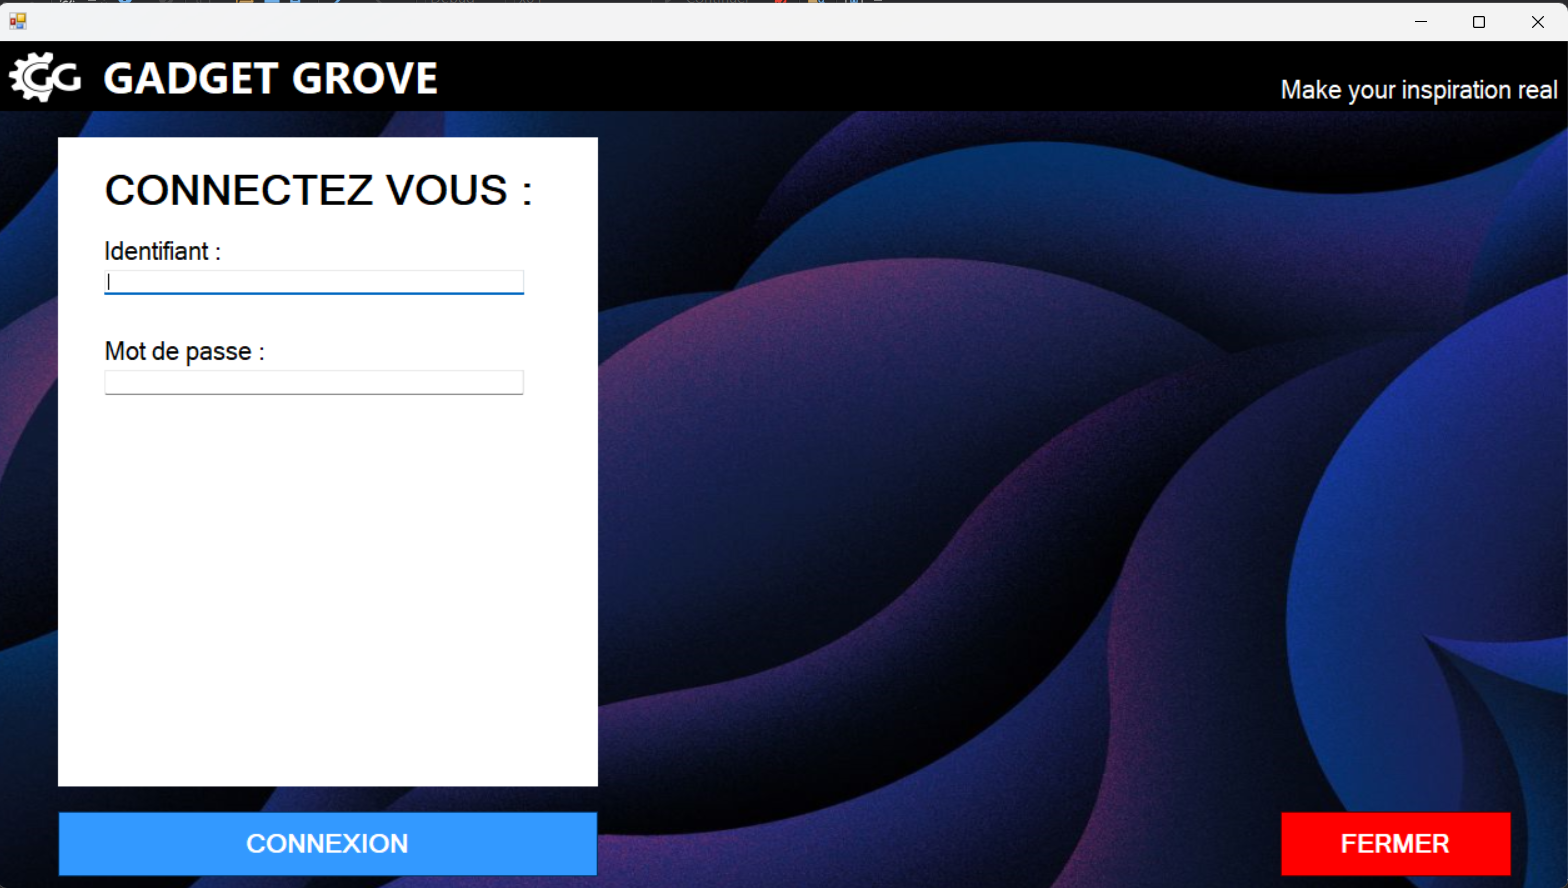 GG GADGET GROVE
Make your inspiration real
CONNECTEZ VOUS :
Identifiant :
Mot de passe :
CONNEXION
FERMER